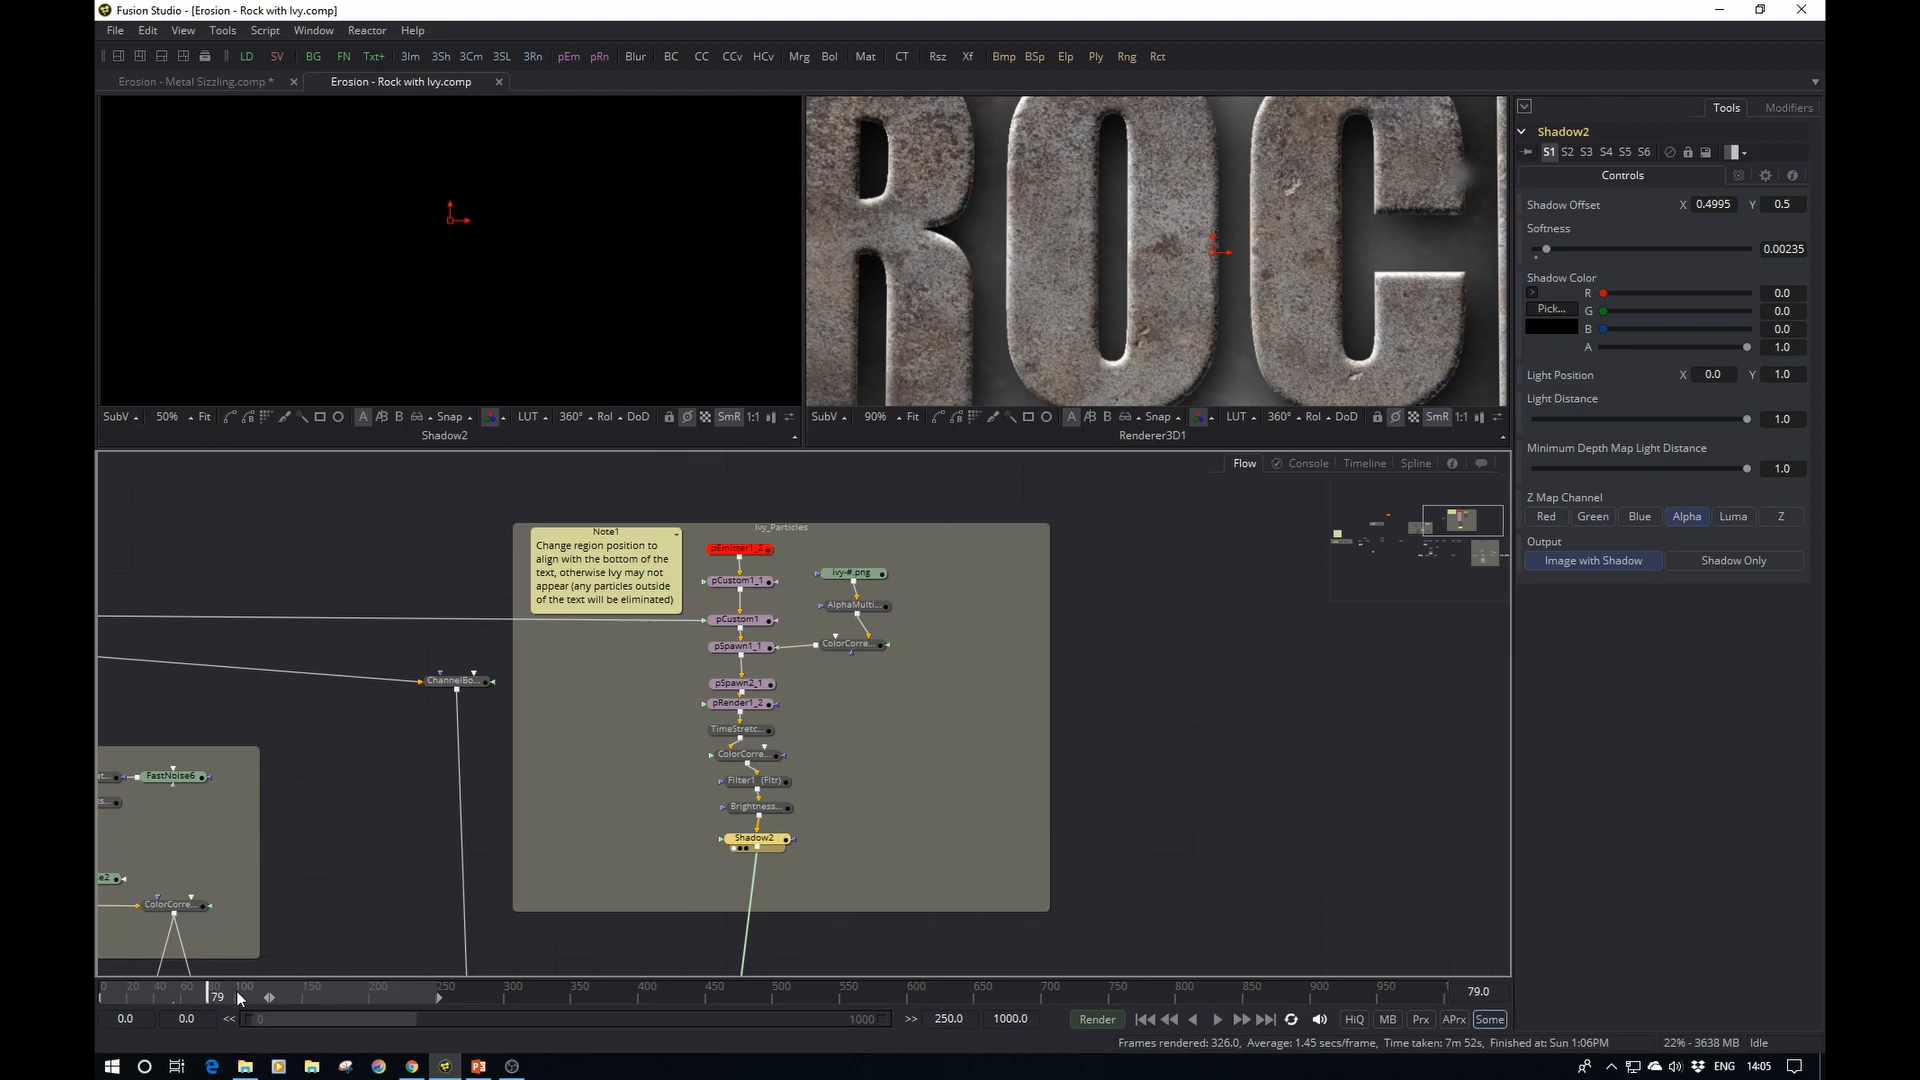 Fusion Studio - [Erosion - Rock with Ivy.comp]
File Edit View Tools Script Window Reactor Help
LD SV BG FN Txt+ 3Im 3Sh 3Cm 3SL 3Rn pEm pRn Blur BC CC CCv HCv Mrg Bol Mat CT Rsz Xf Bmp BSp Elp Ply Rng Rct
Erosion - Metal Sizzling.comp * Erosion - Rock with Ivy.comp
ROC
Tools Modifiers
Shadow2
S1 S2 S3 S4 S5 S6
Controls
Shadow Offset X 0.4995 Y 0.5
Softness
0.00235
Shadow Color
R 0.0
Pick... G 0.0
B 0.0
A 1.0
Light Position X 0.0 Y 1.0
Light Distance
1.0
Minimum Depth Map Light Distance
1.0
Z Map Channel
Red Green Blue Alpha Luma Z
Output
Image with Shadow Shadow Only
SubV 50% Fit A B Snap LUT 360° RoI DoD SmR 1:1
Shadow2
SubV 90% Fit A B Snap LUT 360° RoI DoD SmR 1:1
Renderer3D1
Flow Console Timeline Spline
Ivy_Particles
Note1
Change region position to
align with the bottom of the
text, otherwise Ivy may not
appear (any particles outside
of the text will be eliminated)
pEmitter1_2
pCustom1_1
ivy-#.png
AlphaMulti...
pCustom1
pSpawn1_1
ColorCorre...
pSpawn2_1
pRender1_2
TimeStretc...
ColorCorre...
Filter1 (Fltr)
Brightness...
Shadow2
ChannelBo...
FastNoise6
ColorCorre...
0 20 40 60 80 100 150 200 250 300 350 400 450 500 550 600 650 700 750 800 850 900 950
79
79.0
0.0 0.0 << 0 1000 >> 250.0 1000.0 Render HiQ MB Prx APrx Some
Frames rendered: 326.0, Average: 1.45 secs/frame, Time taken: 7m 52s, Finished at: Sun 1:06PM 22% - 3638 MB Idle
ENG 14:05